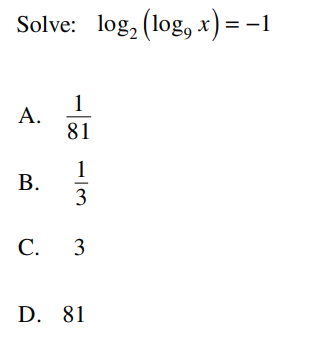 Solve: log₂(log₉ x) = −1
A. 1/81
B. 1/3
C. 3
D. 81